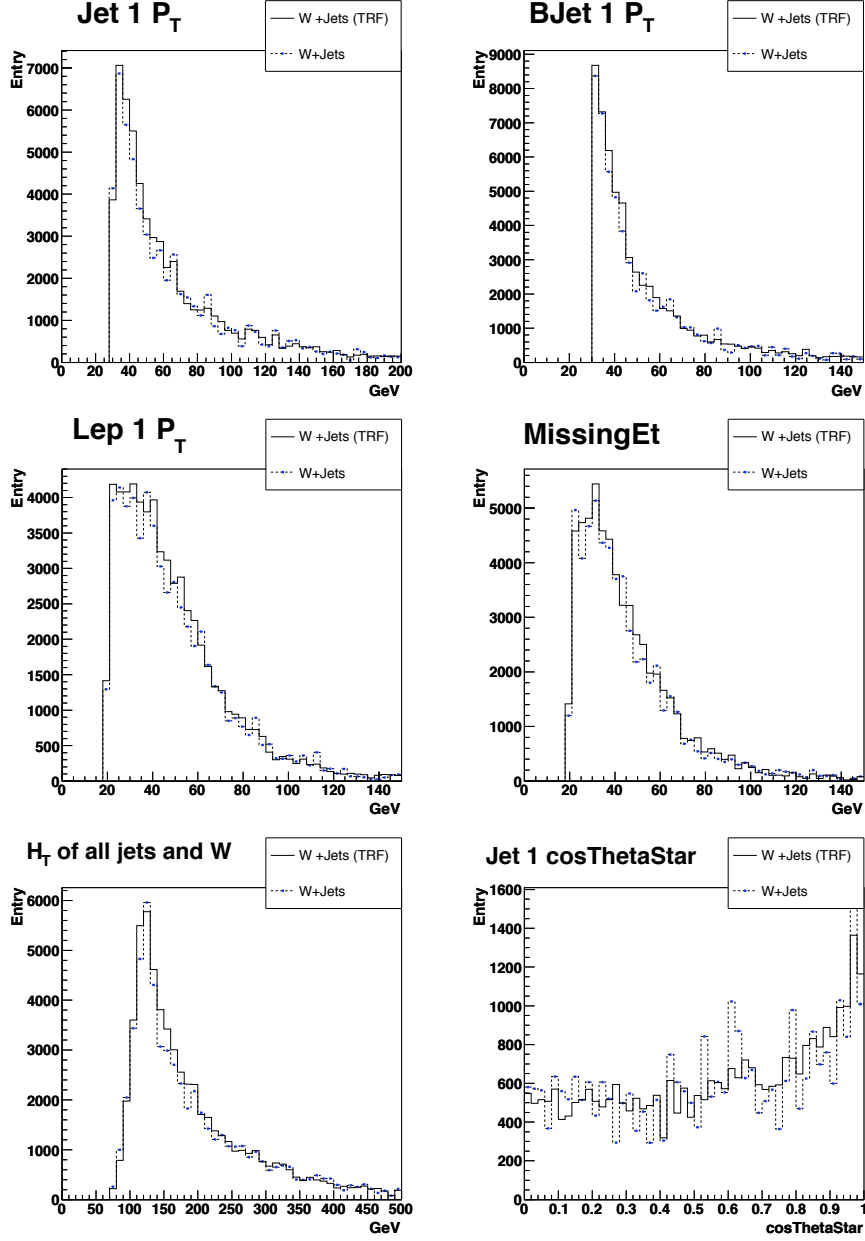 Jet 1 P_T
W +Jets (TRF)
W+Jets
Entry
7000
6000
5000
4000
3000
2000
1000
0
0 20 40 60 80 100 120 140 160 180 200
GeV
BJet 1 P_T
W +Jets (TRF)
W+Jets
Entry
9000
8000
7000
6000
5000
4000
3000
2000
1000
0
0 20 40 60 80 100 120 140
GeV
Lep 1 P_T
W +Jets (TRF)
W+Jets
Entry
4000
3500
3000
2500
2000
1500
1000
500
0
0 20 40 60 80 100 120 140
GeV
MissingEt
W +Jets (TRF)
W+Jets
Entry
5000
4000
3000
2000
1000
0
0 20 40 60 80 100 120 140
GeV
H_T of all jets and W
W +Jets (TRF)
W+Jets
Entry
6000
5000
4000
3000
2000
1000
0
0 50 100 150 200 250 300 350 400 450 500
GeV
Jet 1 cosThetaStar
W +Jets (TRF)
W+Jets
Entry
1600
1400
1200
1000
800
600
400
200
0
0 0.1 0.2 0.3 0.4 0.5 0.6 0.7 0.8 0.9 1
cosThetaStar